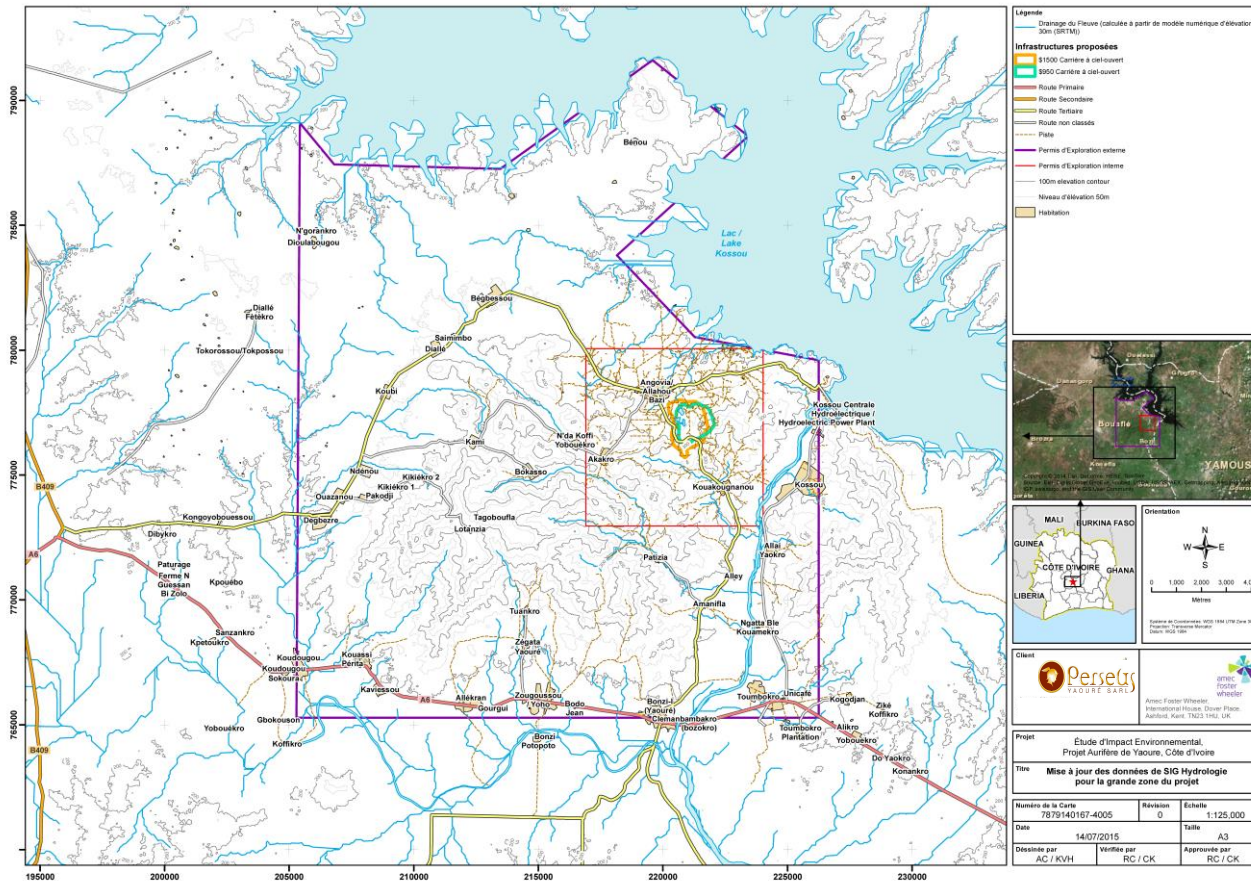 790000
785000
780000
775000
770000
765000
195000
200000
205000
210000
215000
220000
225000
230000
Bénou
N'gorankro
Dioulabougou
Lac /
Lake
Kossou
Bégbessou
Diallé
Fétékro
Saimimbo
Diallé
Tokorossou/Tokpossou
Koubi
Angovia/
Allahou
Bazi
Kossou Centrale
Hydroélectrique /
Hydroelectric Power Plant
N'da Koffi
Yobouékro
Kami
Akakro
Bokasso
Ndénou
Kikiékro 2
Kikiékro 1
Kouakougnanou
Kossou
B409
Ouazanou
Pakodji
Kongoyobouessou
Degbezre
Tagoboufla
Lotanzia
Dibykro
A6
Allai
Yaokro
Patizia
Paturage
Ferme N
Guessan
Bi Zolo
Kpouébo
Alley
Amanifla
Tuankro
Ngatta Ble
Kouamekro
Sanzankro
Kpetoukro
Zégata
Yaouré
Koudougou
Koudougou
Sokoura
Kouassi
Périta
Kaviessou
A6
Allékran
Gourgui
Zougoussou
Yoho
Bodo
Jean
Bonzi-I
(Yaouré)
Clemanbambakro
(bozokro)
Toumbokro
Unicafé
Kogodjan
Ziké
Koffikro
Gbokouson
Yobouékro
Koffikro
Bonzi
Potopoto
Toumbokro
Plantation
Alikro
Yobouekro
Do Yaokro
Konankro
B409
Légende
Drainage du Fleuve (calculée à partir de modèle numérique d'élévation
30m (SRTM))
Infrastructures proposées
$1500 Carrière à ciel-ouvert
$950 Carrière à ciel-ouvert
Route Primaire
Route Secondaire
Route Tertiaire
Route non classés
Piste
Permis d'Exploration externe
Permis d'Exploration interne
100m elevation contour
Niveau d'élévation 50m
Habitation
Bouaflé
YAMOUS
MALI
BURKINA FASO
GUINEA
CÔTE D'IVOIRE
GHANA
LIBERIA
Orientation
N
W
E
S
0
1,000
2,000
3,000
Mètres
Client
Perseus
YAOURÉ SARL
amec
foster
wheeler
Amec Foster Wheeler,
International House, Dover Place,
Ashford, Kent, TN23 1HU, UK
Projet
Étude d'Impact Environmental,
Projet Aurifère de Yaoure, Côte d'Ivoire
Titre
Mise à jour des données de SIG Hydrologie
pour la grande zone du projet
Numéro de la Carte
7879140167-4005
Révision
0
Échelle
1:125,000
Date
14/07/2015
Taille
A3
Déssinée par
AC / KVH
Vérifiée par
RC / CK
Approuvée par
RC / CK